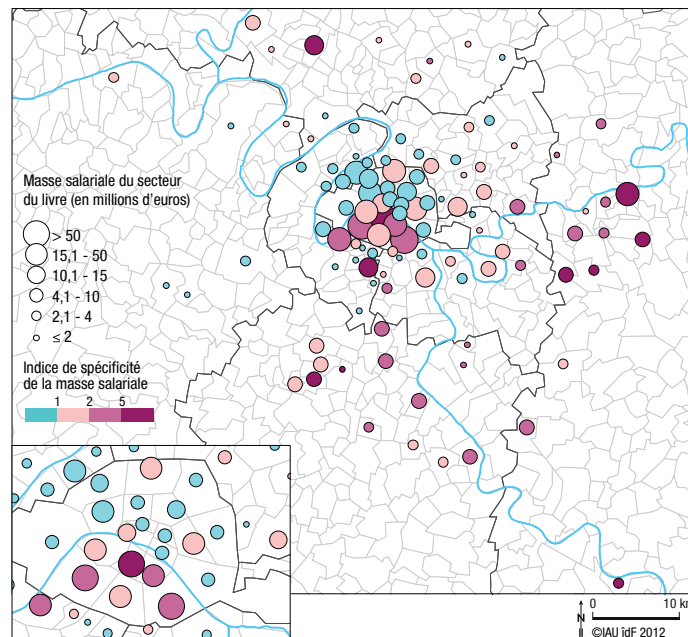 Masse salariale du secteur
du livre (en millions d'euros)
> 50
15,1 - 50
10,1 - 15
4,1 - 10
2,1 - 4
≤ 2
Indice de spécificité
de la masse salariale
1 2 5
N
0 10 km
©IAU îdF 2012